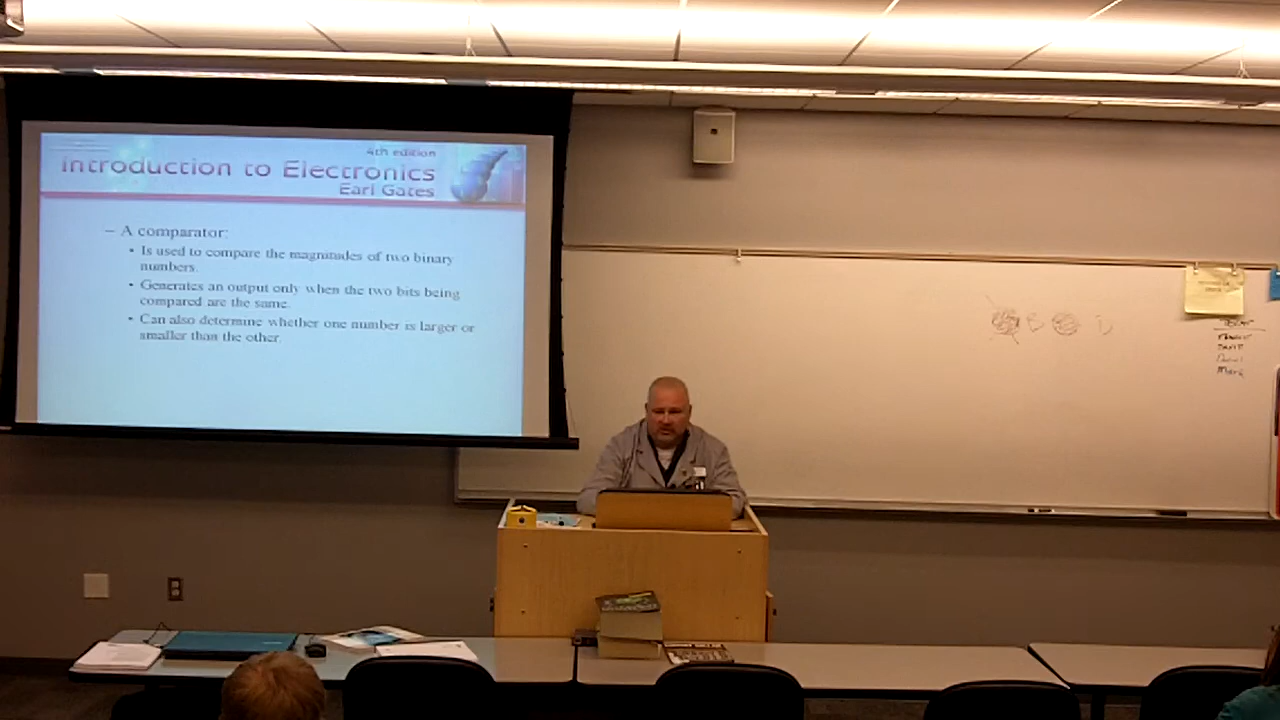 4th edition
Introduction to Electronics
Earl Gates
– A comparator:
• Is used to compare the magnitudes of two binary
numbers.
• Generates an output only when the two bits being
compared are the same.
• Can also determine whether one number is larger or
smaller than the other.